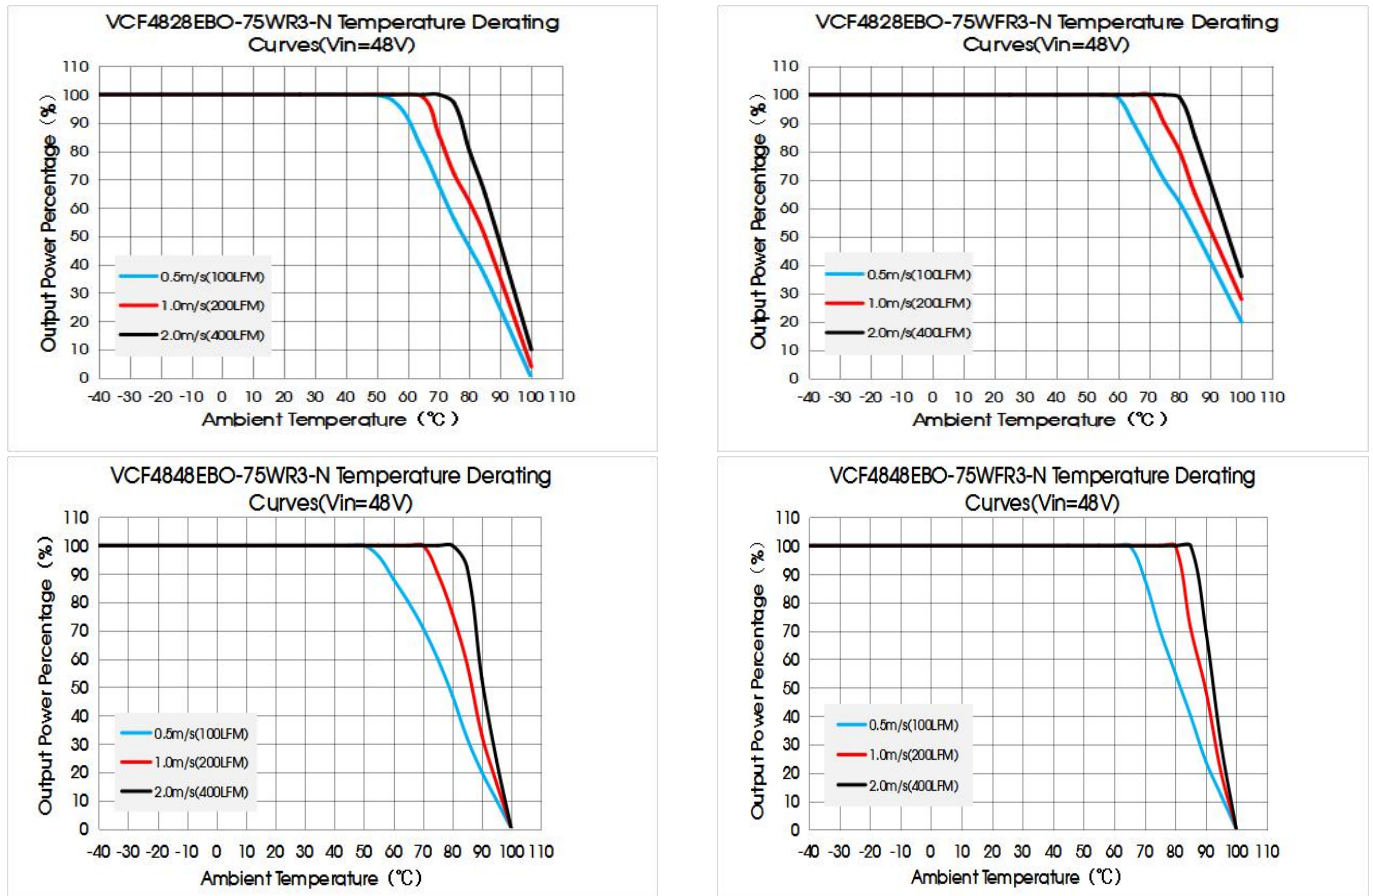 VCF4828EBO-75WR3-N Temperature Derating
Curves(Vin=48V)
110
100
90
80
70
60
50
40
30
20
10
0
Output Power Percentage (%)
0.5m/s(100LFM)
1.0m/s(200LFM)
2.0m/s(400LFM)
-40 -30 -20 -10 0 10 20 30 40 50 60 70 80 90 100 110
Ambient Temperature (℃)
VCF4828EBO-75WFR3-N Temperature Derating
Curves(Vin=48V)
110
100
90
80
70
60
50
40
30
20
10
0
Output Power Percentage (%)
0.5m/s(100LFM)
1.0m/s(200LFM)
2.0m/s(400LFM)
-40 -30 -20 -10 0 10 20 30 40 50 60 70 80 90 100 110
Ambient Temperature (℃)
VCF4848EBO-75WR3-N Temperature Derating
Curves(Vin=48V)
110
100
90
80
70
60
50
40
30
20
10
0
Output Power Percentage (%)
0.5m/s(100LFM)
1.0m/s(200LFM)
2.0m/s(400LFM)
-40 -30 -20 -10 0 10 20 30 40 50 60 70 80 90 100 110
Ambient Temperature (℃)
VCF4848EBO-75WFR3-N Temperature Derating
Curves(Vin=48V)
110
100
90
80
70
60
50
40
30
20
10
0
Output Power Percentage (%)
0.5m/s(100LFM)
1.0m/s(200LFM)
2.0m/s(400LFM)
-40 -30 -20 -10 0 10 20 30 40 50 60 70 80 90 100 110
Ambient Temperature (℃)